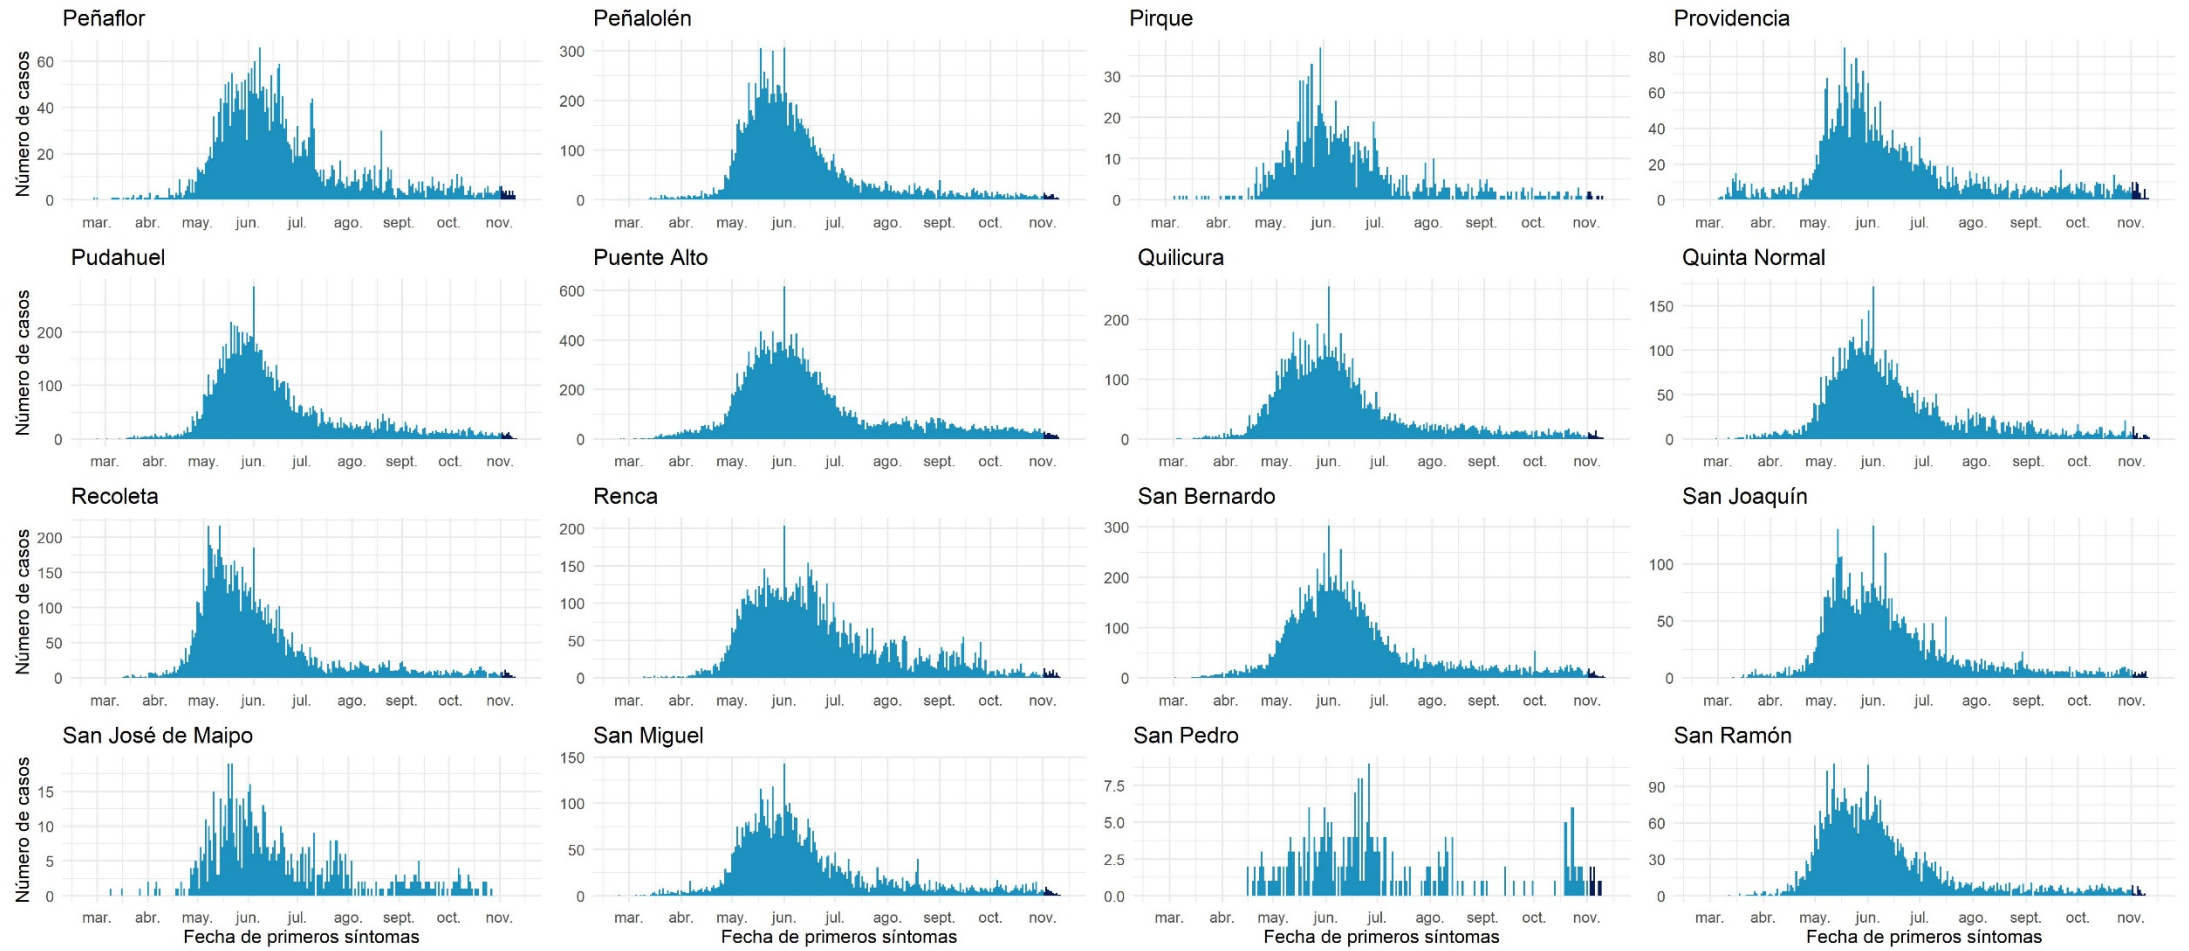 Peñaflor
Peñalolén
Pirque
Providencia
Número de casos
60
40
20
0
300
200
100
0
30
20
10
0
80
60
40
20
0
mar. abr. may. jun. jul. ago. sept. oct. nov.
mar. abr. may. jun. jul. ago. sept. oct. nov.
mar. abr. may. jun. jul. ago. sept. oct. nov.
mar. abr. may. jun. jul. ago. sept. oct. nov.
Pudahuel
Puente Alto
Quilicura
Quinta Normal
Número de casos
200
100
0
600
400
200
0
200
100
0
150
100
50
0
mar. abr. may. jun. jul. ago. sept. oct. nov.
mar. abr. may. jun. jul. ago. sept. oct. nov.
mar. abr. may. jun. jul. ago. sept. oct. nov.
mar. abr. may. jun. jul. ago. sept. oct. nov.
Recoleta
Renca
San Bernardo
San Joaquín
Número de casos
200
150
100
50
0
200
150
100
50
0
300
200
100
0
100
50
0
mar. abr. may. jun. jul. ago. sept. oct. nov.
mar. abr. may. jun. jul. ago. sept. oct. nov.
mar. abr. may. jun. jul. ago. sept. oct. nov.
mar. abr. may. jun. jul. ago. sept. oct. nov.
San José de Maipo
San Miguel
San Pedro
San Ramón
Número de casos
15
10
5
0
150
100
50
0
7.5
5.0
2.5
0.0
90
60
30
0
mar. abr. may. jun. jul. ago. sept. oct. nov.
mar. abr. may. jun. jul. ago. sept. oct. nov.
mar. abr. may. jun. jul. ago. sept. oct. nov.
mar. abr. may. jun. jul. ago. sept. oct. nov.
Fecha de primeros síntomas
Fecha de primeros síntomas
Fecha de primeros síntomas
Fecha de primeros síntomas